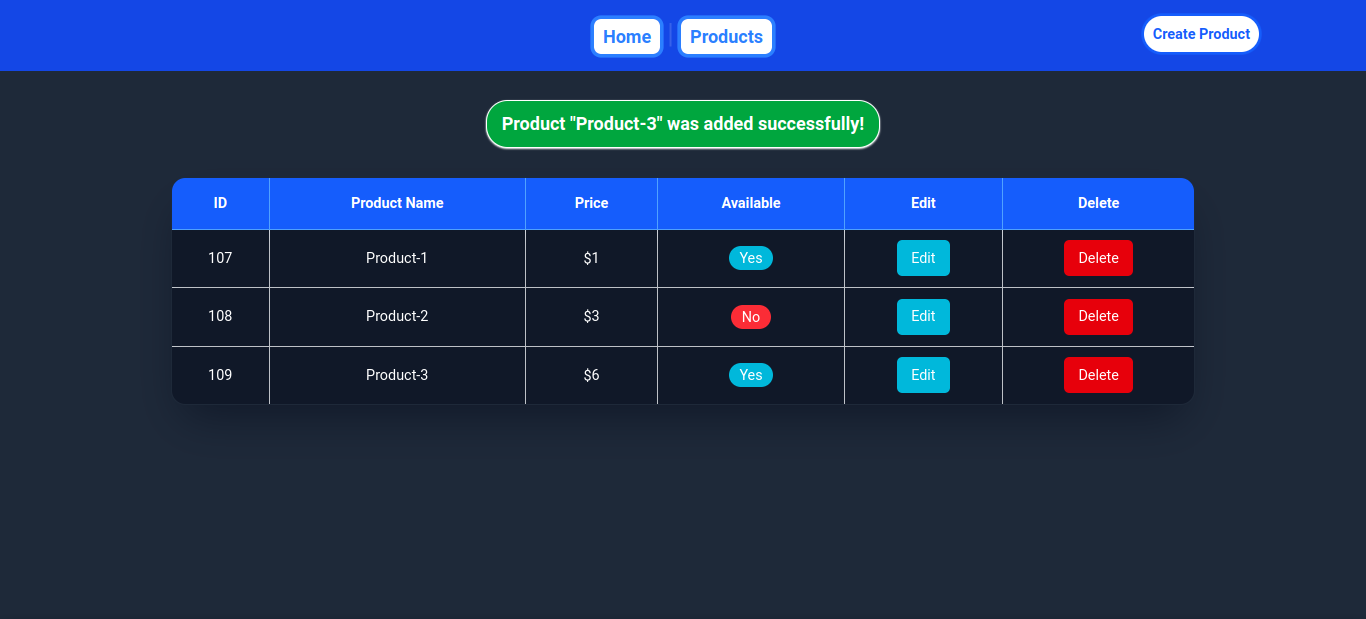 Home Products Create Product
Product "Product-3" was added successfully!
ID Product Name Price Available Edit Delete
107 Product-1 $1 Yes Edit Delete
108 Product-2 $3 No Edit Delete
109 Product-3 $6 Yes Edit Delete